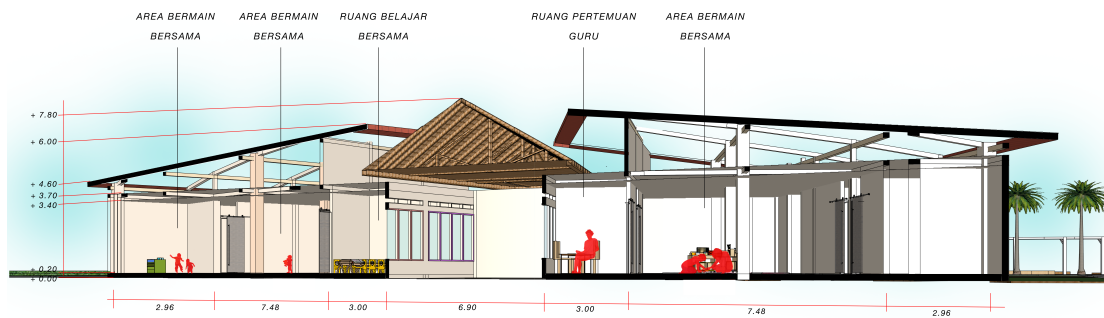 AREA BERMAIN
BERSAMA
AREA BERMAIN
BERSAMA
RUANG BELAJAR
BERSAMA
RUANG PERTEMUAN
GURU
AREA BERMAIN
BERSAMA
+ 7.80
+ 6.00
+ 4.60
+ 3.70
+ 3.40
+ 0.20
+ 0.00
2.96
7.48
3.00
6.90
3.00
7.48
2.96